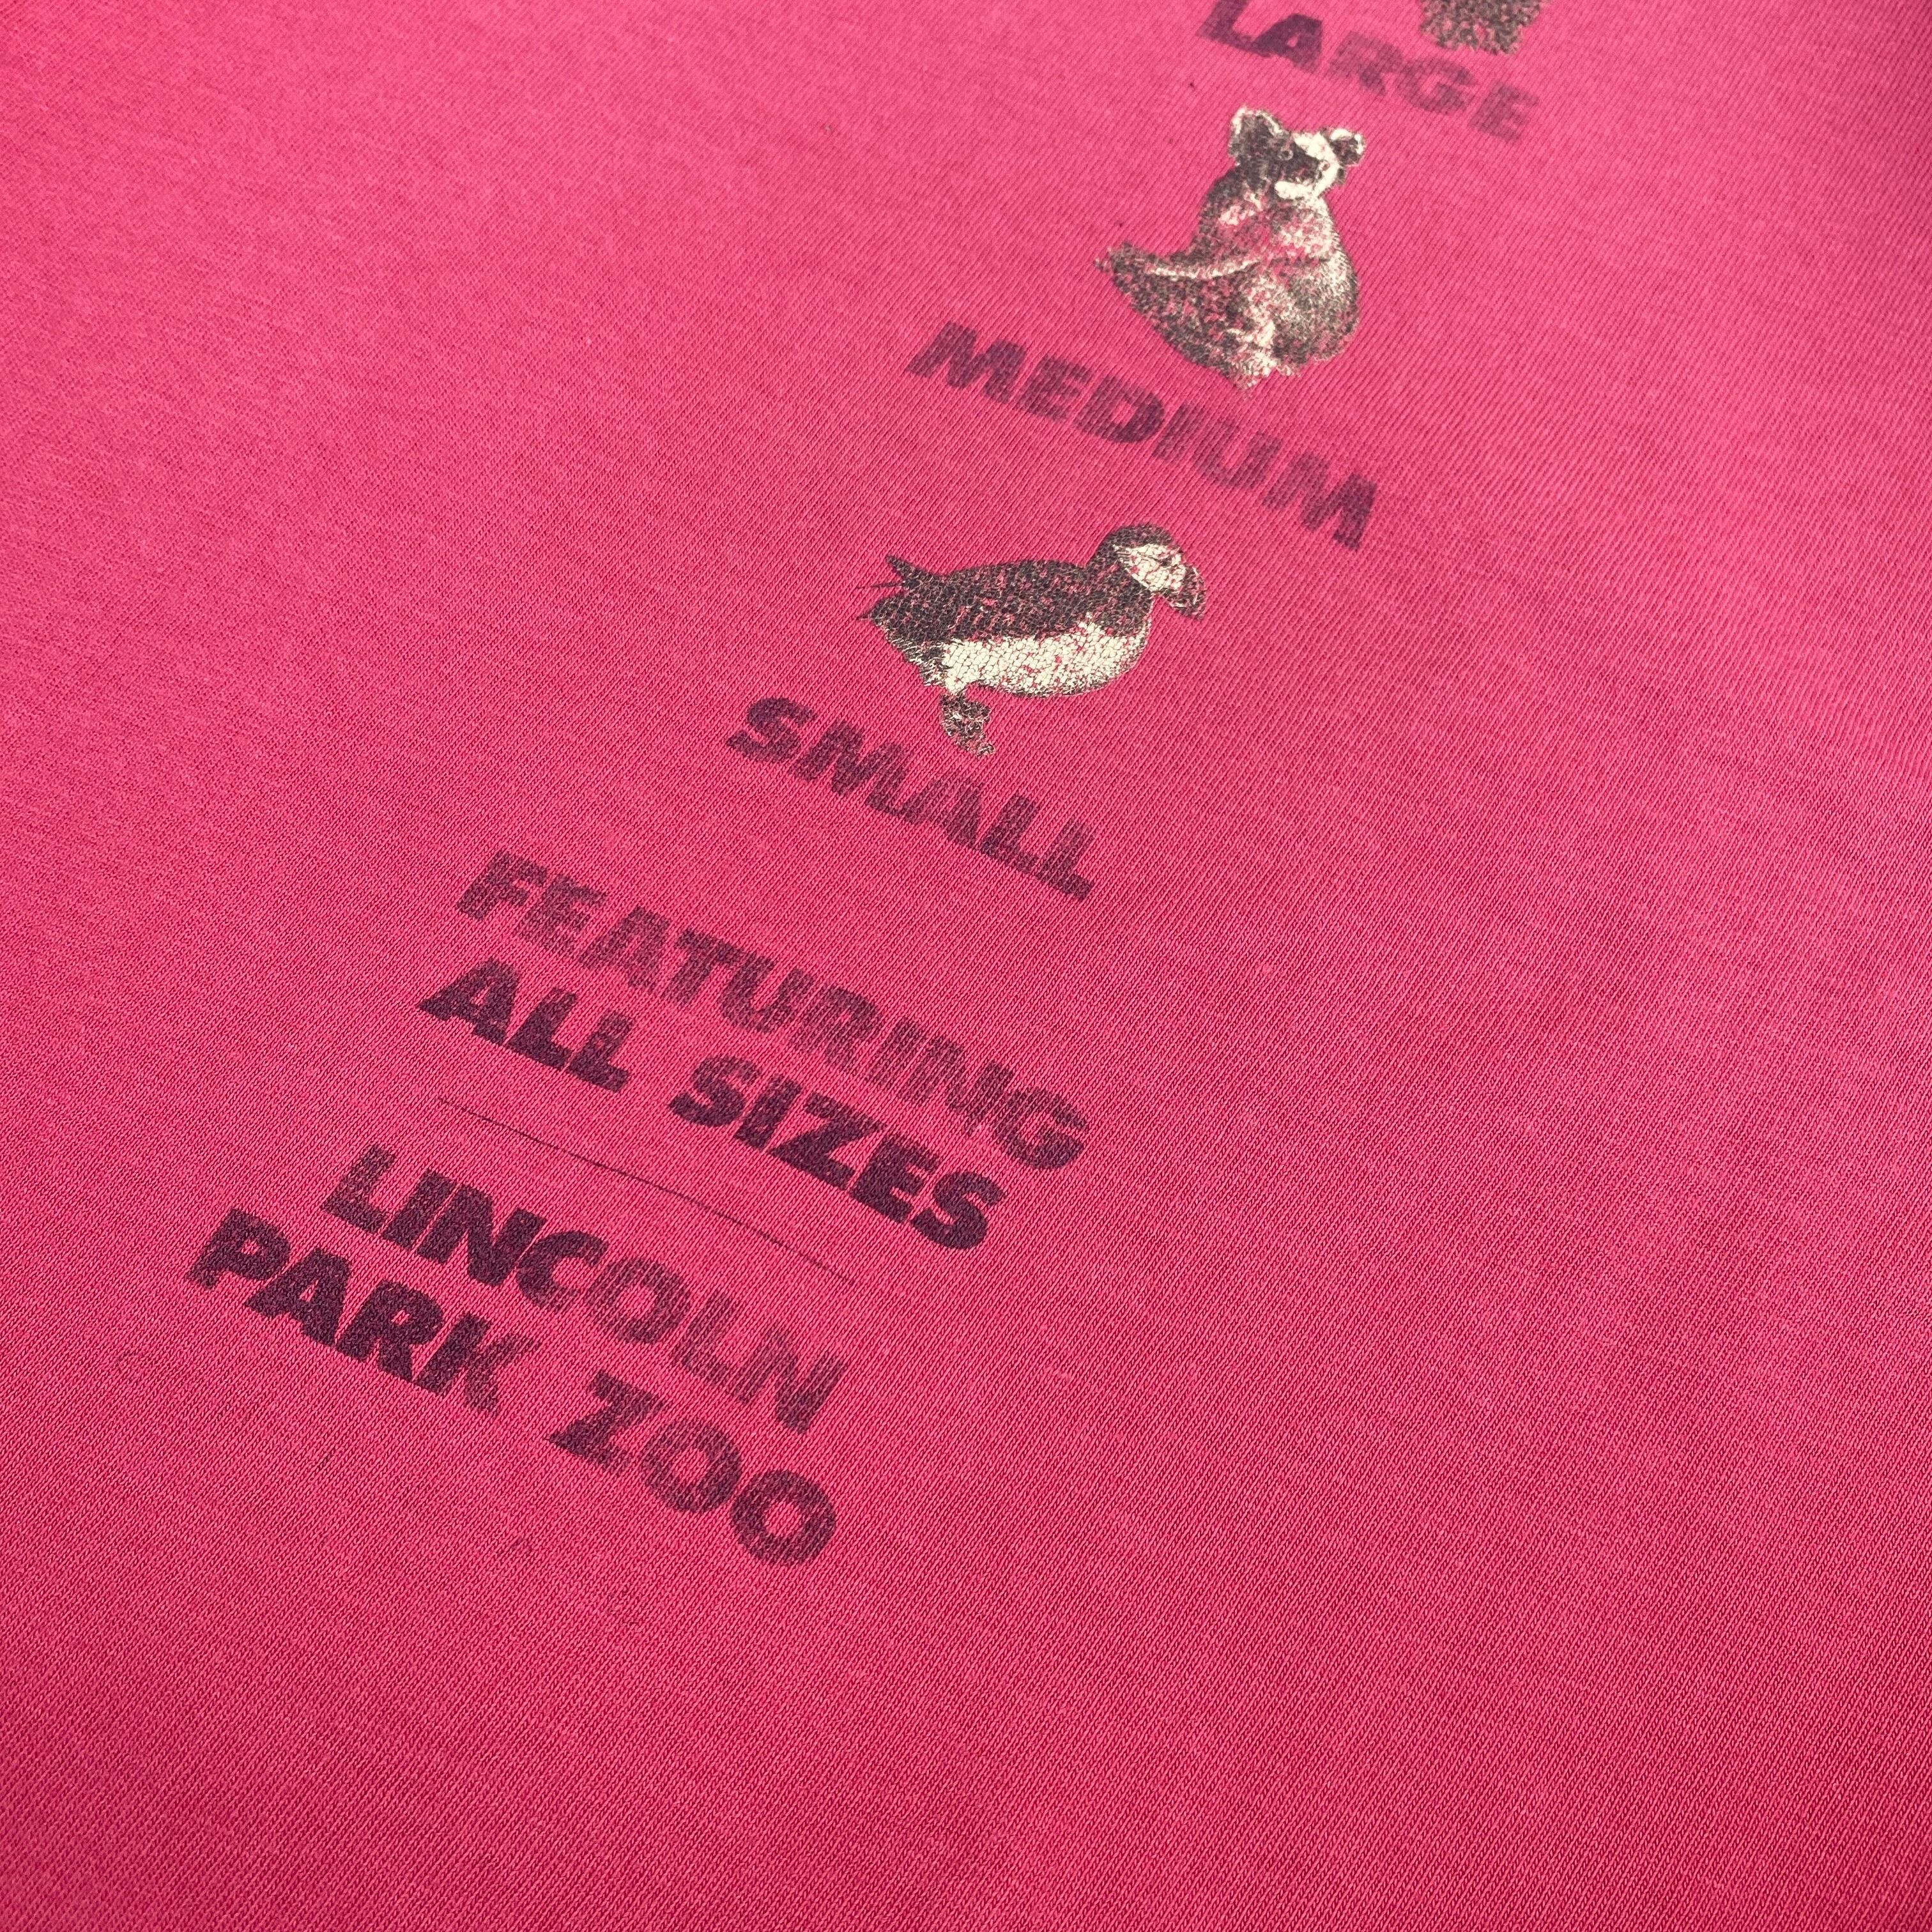 LARGE
MEDIUM
SMALL
FEATURING
ALL SIZES
LINCOLN
PARK ZOO